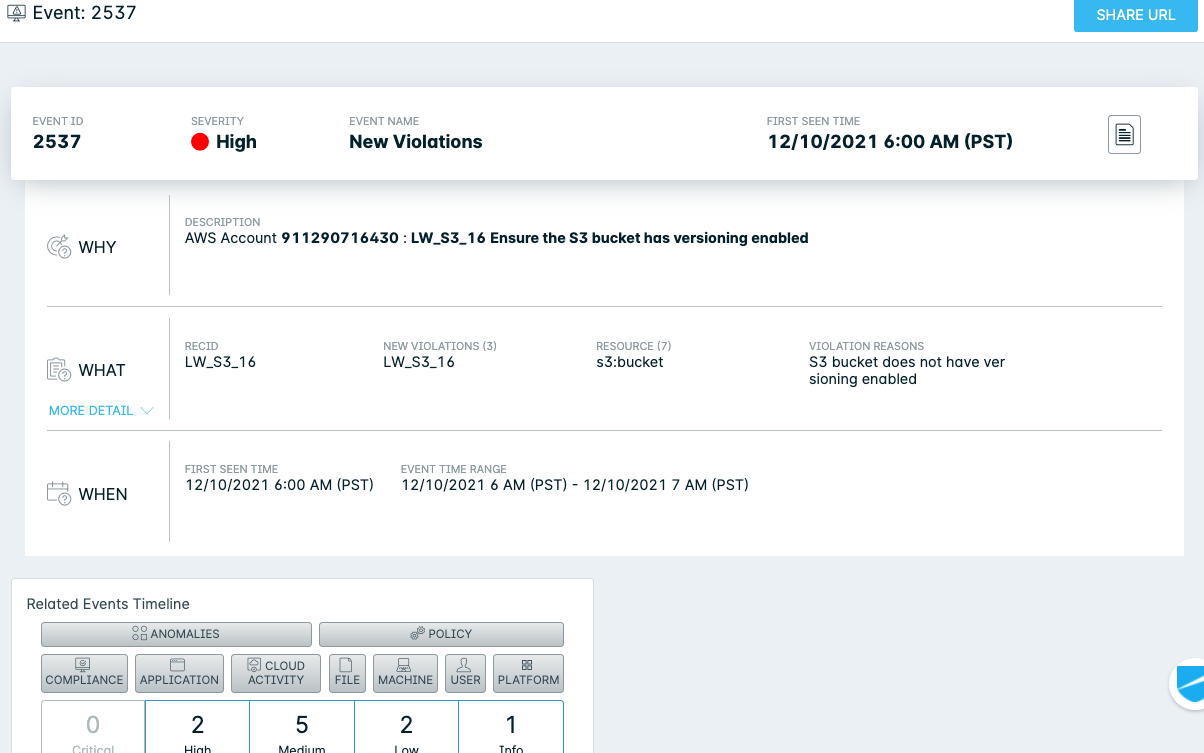 Event: 2537
SHARE URL
EVENT ID
2537
SEVERITY
High
EVENT NAME
New Violations
FIRST SEEN TIME
12/10/2021 6:00 AM (PST)
WHY
DESCRIPTION
AWS Account 911290716430 : LW_S3_16 Ensure the S3 bucket has versioning enabled
WHAT
MORE DETAIL
RECID
LW_S3_16
NEW VIOLATIONS (3)
LW_S3_16
RESOURCE (7)
s3:bucket
VIOLATION REASONS
S3 bucket does not have ver
sioning enabled
WHEN
FIRST SEEN TIME
12/10/2021 6:00 AM (PST)
EVENT TIME RANGE
12/10/2021 6 AM (PST) - 12/10/2021 7 AM (PST)
Related Events Timeline
ANOMALIES
POLICY
COMPLIANCE
APPLICATION
CLOUD
ACTIVITY
FILE
MACHINE
USER
PLATFORM
0
Critical
2
High
5
Medium
2
Low
1
Info